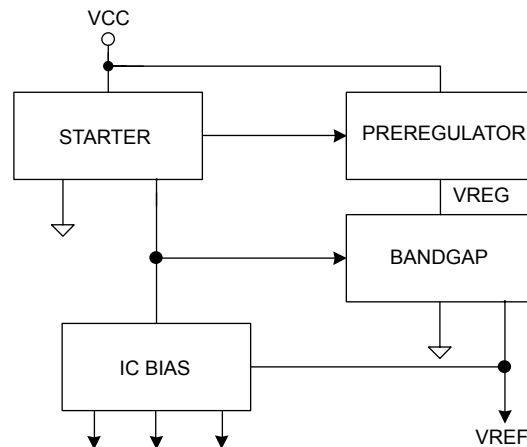 VCC
STARTER
PREREGULATOR
VREG
BANDGAP
IC BIAS
VREF